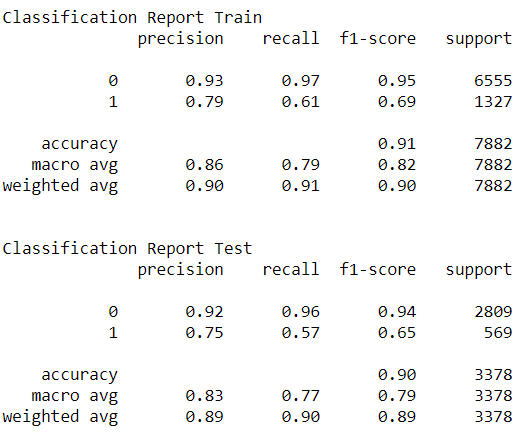 Classification Report Train
precision recall f1-score support
0 0.93 0.97 0.95 6555
1 0.79 0.61 0.69 1327
accuracy 0.91 7882
macro avg 0.86 0.79 0.82 7882
weighted avg 0.90 0.91 0.90 7882
Classification Report Test
precision recall f1-score support
0 0.92 0.96 0.94 2809
1 0.75 0.57 0.65 569
accuracy 0.90 3378
macro avg 0.83 0.77 0.79 3378
weighted avg 0.89 0.90 0.89 3378